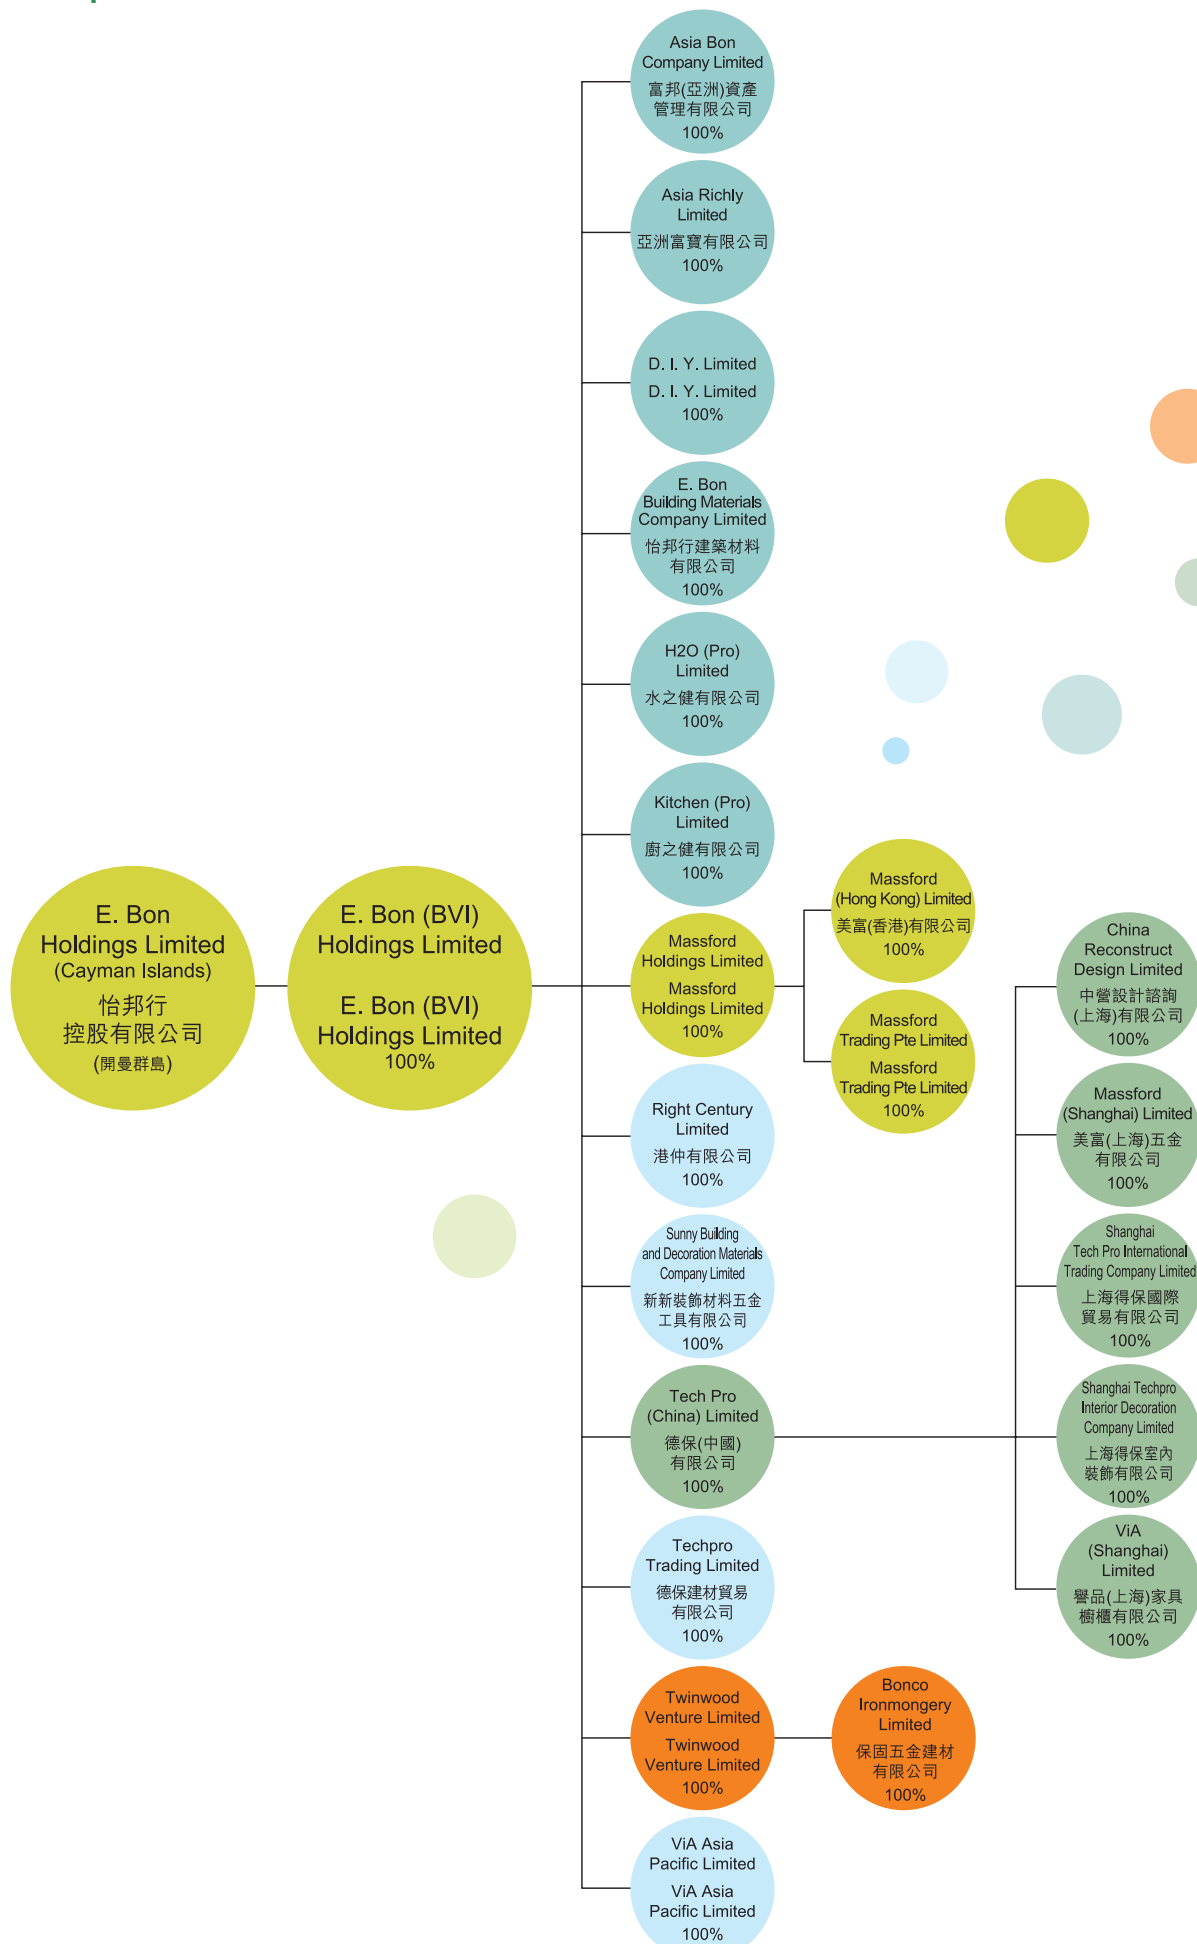 E. Bon
Holdings Limited
(Cayman Islands)
怡邦行
控股有限公司
(開曼群島)
E. Bon (BVI)
Holdings Limited
E. Bon (BVI)
Holdings Limited
100%
Asia Bon
Company Limited
富邦(亞洲)資產
管理有限公司
100%
Asia Richly
Limited
亞洲富寶有限公司
100%
D. I. Y. Limited
D. I. Y. Limited
100%
E. Bon
Building Materials
Company Limited
怡邦行建築材料
有限公司
100%
H2O (Pro)
Limited
水之健有限公司
100%
Kitchen (Pro)
Limited
廚之健有限公司
100%
Massford
Holdings Limited
Massford
Holdings Limited
100%
Massford
(Hong Kong) Limited
美富(香港)有限公司
100%
Massford
Trading Pte Limited
Massford
Trading Pte Limited
100%
Right Century
Limited
港仲有限公司
100%
Sunny Building
and Decoration Materials
Company Limited
新新裝飾材料五金
工具有限公司
100%
Tech Pro
(China) Limited
德保(中國)
有限公司
100%
China
Reconstruct
Design Limited
中營設計諮詢
(上海)有限公司
100%
Massford
(Shanghai) Limited
美富(上海)五金
有限公司
100%
Shanghai
Tech Pro International
Trading Company Limited
上海得保國際
貿易有限公司
100%
Shanghai Techpro
Interior Decoration
Company Limited
上海得保室內
裝飾有限公司
100%
ViA
(Shanghai)
Limited
譽品(上海)家具
櫥櫃有限公司
100%
Techpro
Trading Limited
德保建材貿易
有限公司
100%
Twinwood
Venture Limited
Twinwood
Venture Limited
100%
Bonco
Ironmongery
Limited
保固五金建材
有限公司
100%
ViA Asia
Pacific Limited
ViA Asia
Pacific Limited
100%